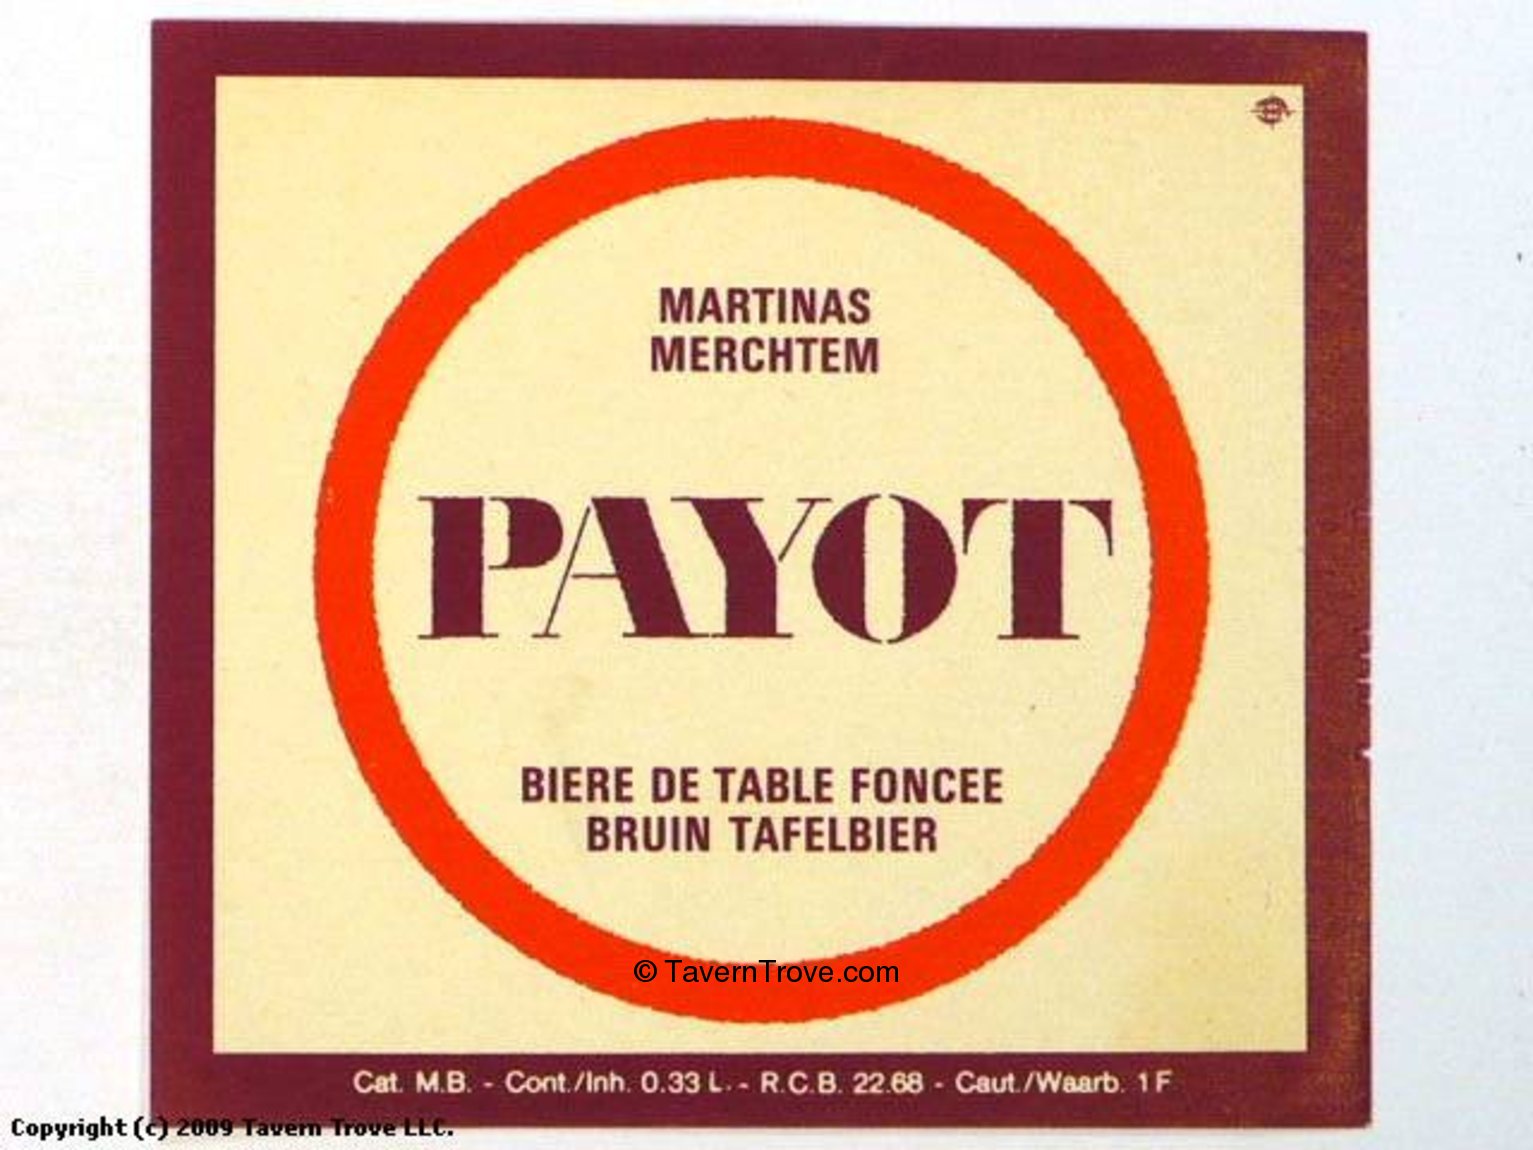 MARTINAS
MERCHTEM
PAYOT
BIERE DE TABLE FONCEE
BRUIN TAFELBIER
© TavernTrove.com
Cat. M.B. - Cont./Inh. 0.33 L. - R.C.B. 22.68 - Caut./Waarb. 1 F
Copyright (c) 2009 Tavern Trove LLC.